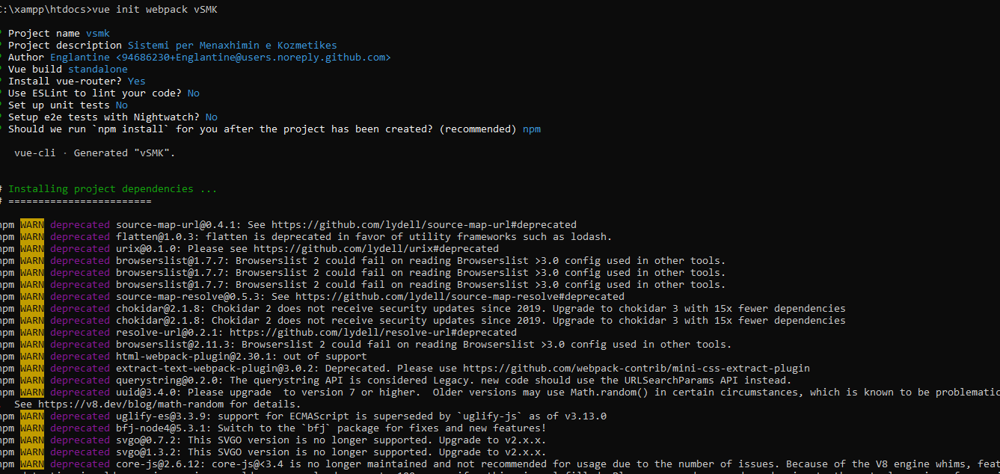 C:\xampp\htdocs>vue init webpack vSMK
? Project name vsmk
? Project description Sistemi per Menaxhimin e Kozmetikes
? Author Englantine <94686230+Englantine@users.noreply.github.com>
? Vue build standalone
? Install vue-router? Yes
? Use ESLint to lint your code? No
? Set up unit tests No
? Setup e2e tests with Nightwatch? No
? Should we run `npm install` for you after the project has been created? (recommended) npm
vue-cli · Generated "vSMK".
# Installing project dependencies ...
# ========================
npm WARN deprecated source-map-url@0.4.1: See https://github.com/lydell/source-map-url#deprecated
npm WARN deprecated flatten@1.0.3: flatten is deprecated in favor of utility frameworks such as lodash.
npm WARN deprecated urix@0.1.0: Please see https://github.com/lydell/urix#deprecated
npm WARN deprecated browserslist@1.7.7: Browserslist 2 could fail on reading Browserslist >3.0 config used in other tools.
npm WARN deprecated browserslist@1.7.7: Browserslist 2 could fail on reading Browserslist >3.0 config used in other tools.
npm WARN deprecated browserslist@1.7.7: Browserslist 2 could fail on reading Browserslist >3.0 config used in other tools.
npm WARN deprecated source-map-resolve@0.5.3: See https://github.com/lydell/source-map-resolve#deprecated
npm WARN deprecated chokidar@2.1.8: Chokidar 2 does not receive security updates since 2019. Upgrade to chokidar 3 with 15x fewer dependencies
npm WARN deprecated chokidar@2.1.8: Chokidar 2 does not receive security updates since 2019. Upgrade to chokidar 3 with 15x fewer dependencies
npm WARN deprecated resolve-url@0.2.1: https://github.com/lydell/resolve-url#deprecated
npm WARN deprecated browserslist@2.11.3: Browserslist 2 could fail on reading Browserslist >3.0 config used in other tools.
npm WARN deprecated html-webpack-plugin@2.30.1: out of support
npm WARN deprecated extract-text-webpack-plugin@3.0.2: Deprecated. Please use https://github.com/webpack-contrib/mini-css-extract-plugin
npm WARN deprecated querystring@0.2.0: The querystring API is considered Legacy. new code should use the URLSearchParams API instead.
npm WARN deprecated uuid@3.4.0: Please upgrade  to version 7 or higher.  Older versions may use Math.random() in certain circumstances, which is known to be problematic
. See https://v8.dev/blog/math-random for details.
npm WARN deprecated uglify-es@3.3.9: support for ECMAScript is superseded by `uglify-js` as of v3.13.0
npm WARN deprecated bfj-node4@5.3.1: Switch to the `bfj` package for fixes and new features!
npm WARN deprecated svgo@0.7.2: This SVGO version is no longer supported. Upgrade to v2.x.x.
npm WARN deprecated svgo@1.3.2: This SVGO version is no longer supported. Upgrade to v2.x.x.
npm WARN deprecated core-js@2.6.12: core-js@<3.4 is no longer maintained and not recommended for usage due to the number of issues. Because of the V8 engine whims, feat